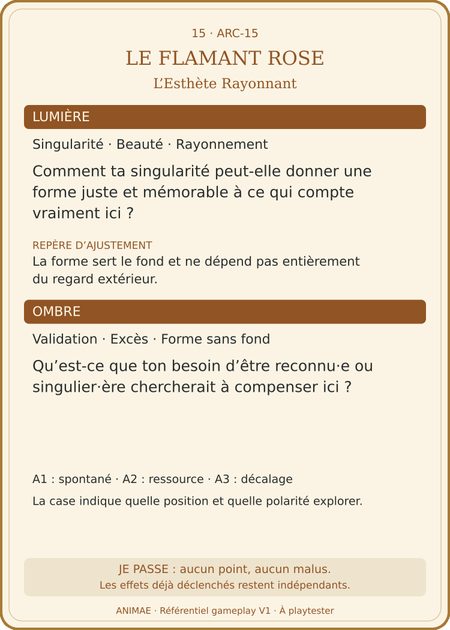 15 · ARC-15
LE FLAMANT ROSE
L’Esthète Rayonnant
LUMIÈRE
Singularité · Beauté · Rayonnement
Comment ta singularité peut-elle donner une
forme juste et mémorable à ce qui compte
vraiment ici ?
REPÈRE D’AJUSTEMENT
La forme sert le fond et ne dépend pas entièrement
du regard extérieur.
OMBRE
Validation · Excès · Forme sans fond
Qu’est-ce que ton besoin d’être reconnu·e ou
singulier·ère chercherait à compenser ici ?
A1 : spontané · A2 : ressource · A3 : décalage
La case indique quelle position et quelle polarité explorer.
JE PASSE : aucun point, aucun malus.
Les effets déjà déclenchés restent indépendants.
ANIMAE · Référentiel gameplay V1 · À playtester